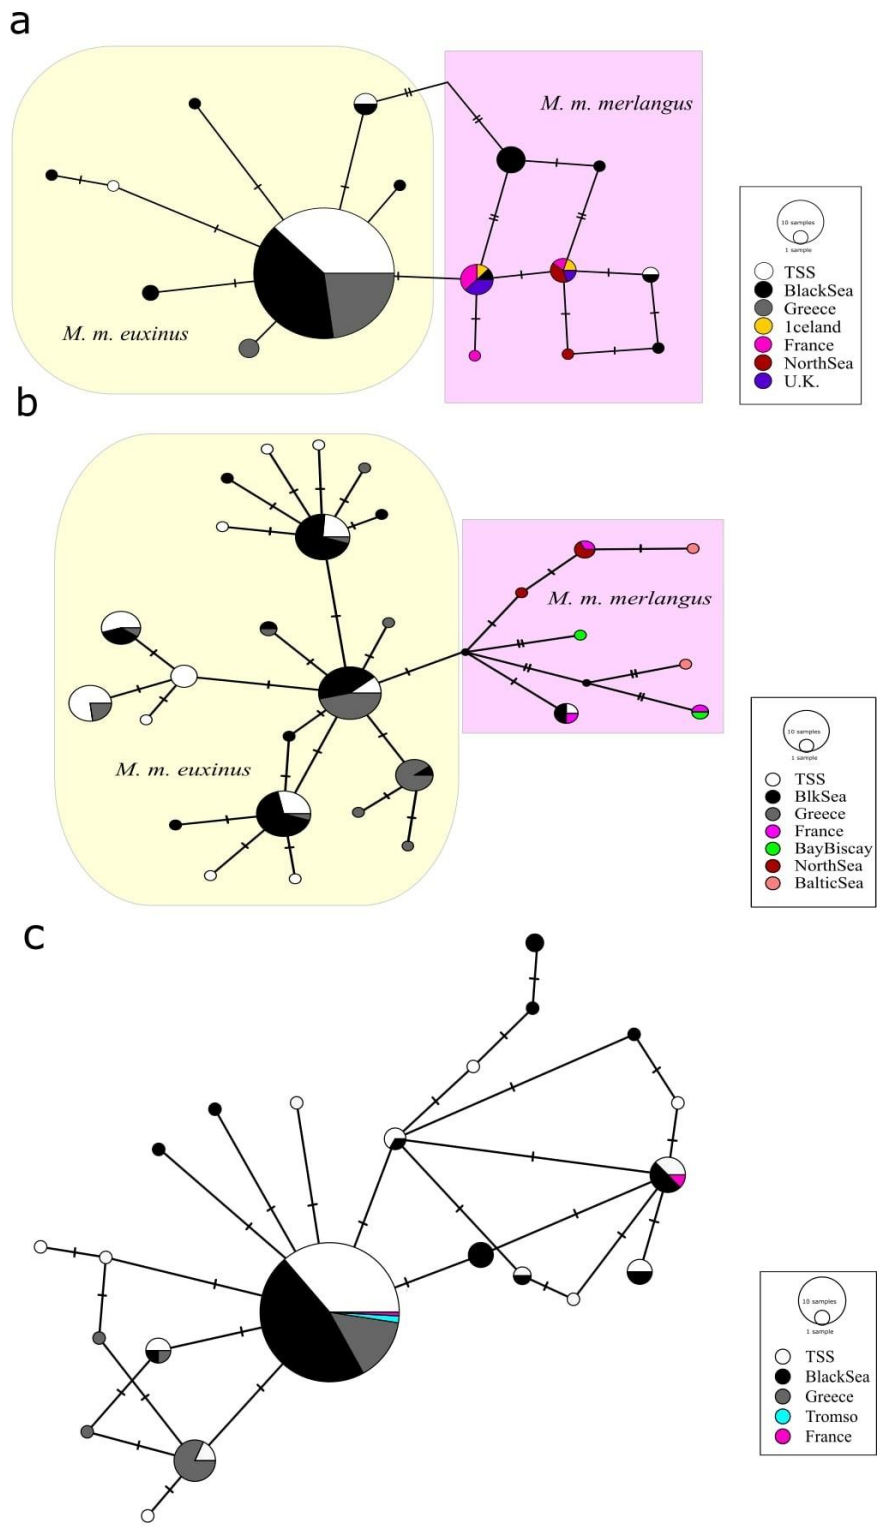 a
M. m. merlangus
M. m. euxinus
10 samples
1 sample
TSS
BlackSea
Greece
1celand
France
NorthSea
U.K.
b
M. m. merlangus
M. m. euxinus
10 samples
1 sample
TSS
BlkSea
Greece
France
BayBiscay
NorthSea
BalticSea
c
10 samples
1 sample
TSS
BlackSea
Greece
Tromso
France